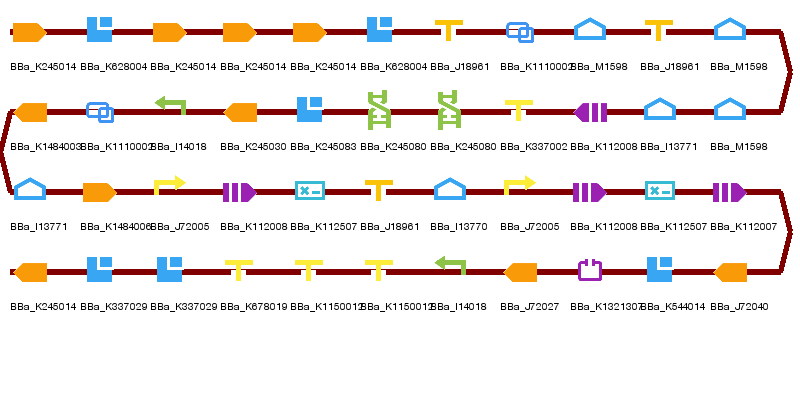 BBa_K245014 BBa_K628004 BBa_K245014 BBa_K245014 BBa_K245014 BBa_K628004 BBa_J18961 BBa_K1110002 BBa_M1598 BBa_J18961 BBa_M1598
BBa_K1484003 BBa_K1110002 BBa_I14018 BBa_K245030 BBa_K245083 BBa_K245080 BBa_K245080 BBa_K337002 BBa_K112008 BBa_I13771 BBa_M1598
BBa_I13771 BBa_K1484006 BBa_J72005 BBa_K112008 BBa_K112507 BBa_J18961 BBa_I13770 BBa_J72005 BBa_K112008 BBa_K112507 BBa_K112007
BBa_K245014 BBa_K337029 BBa_K337029 BBa_K678019 BBa_K1150012 BBa_K1150012 BBa_I14018 BBa_J72027 BBa_K1321307 BBa_K544014 BBa_J72040